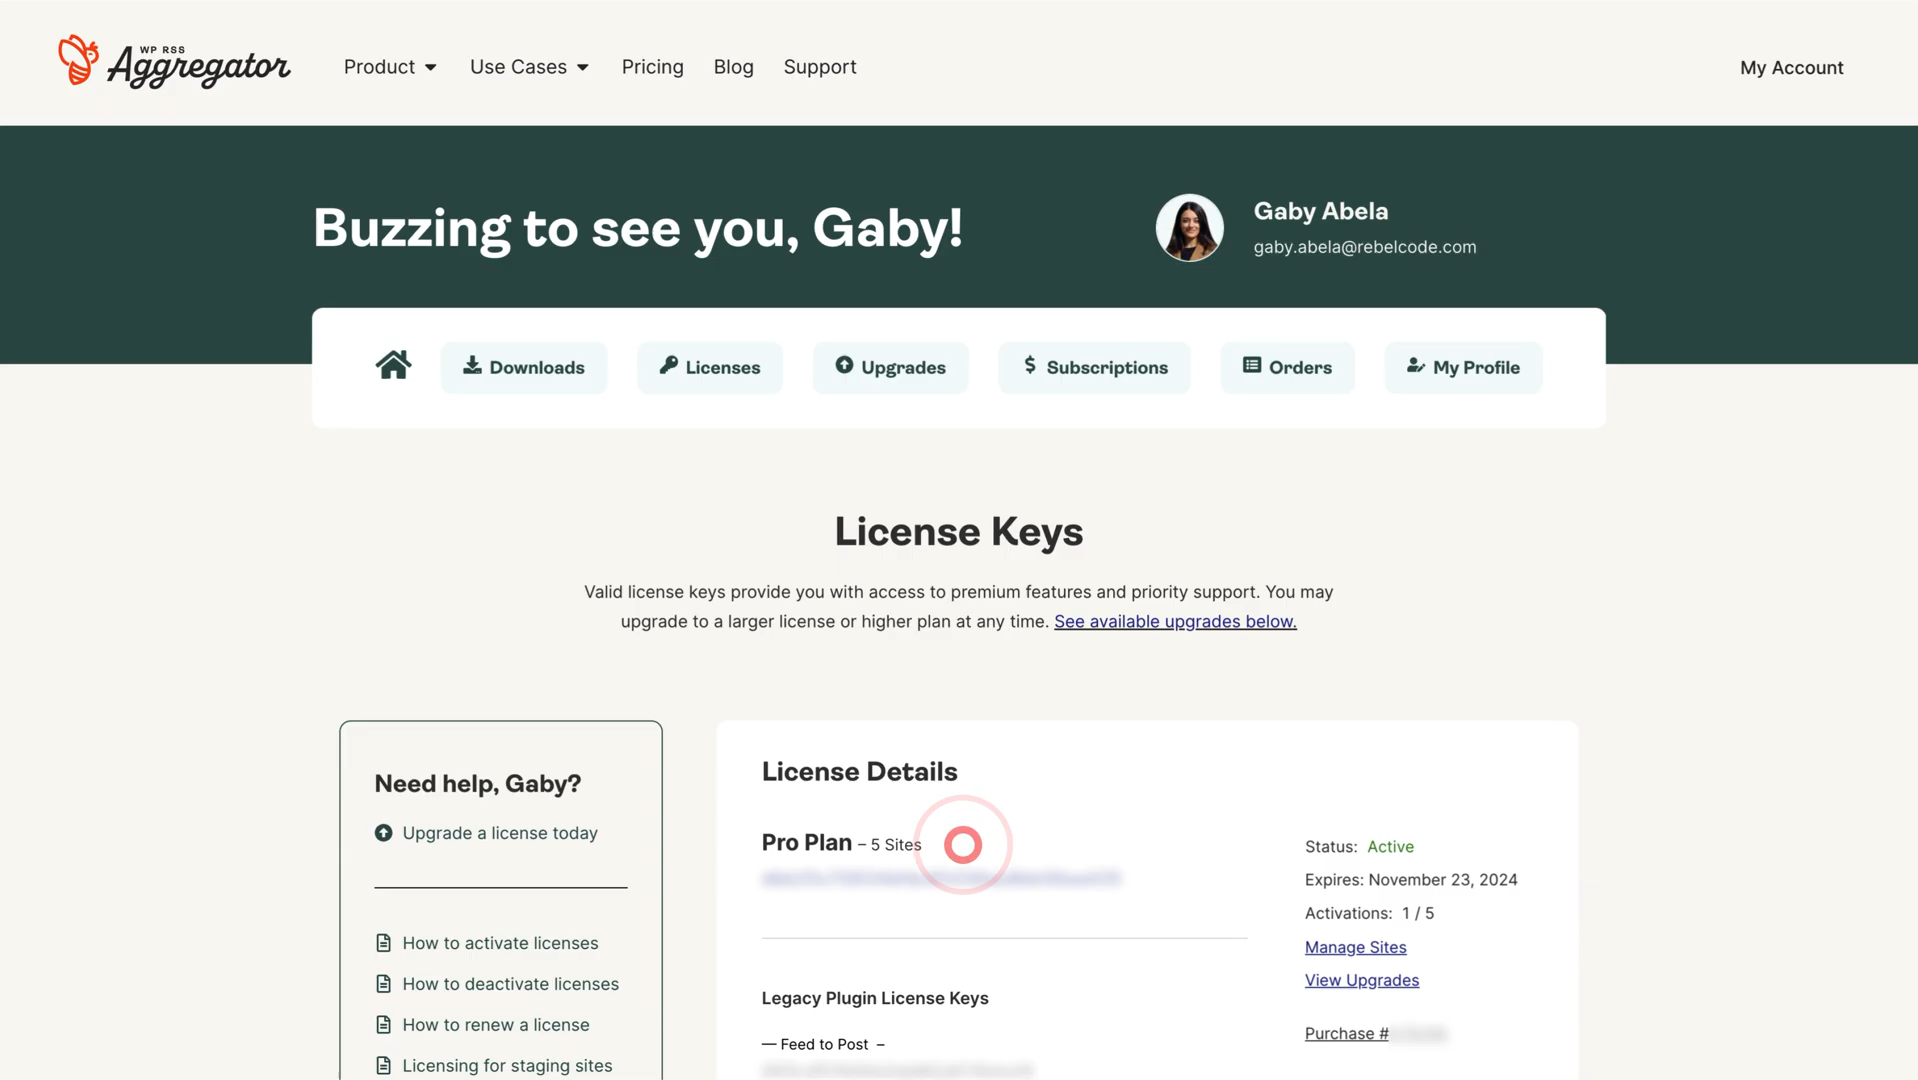 WP RSS
Aggregator
Product
Use Cases
Pricing
Blog
Support
My Account
Buzzing to see you, Gaby!
Gaby Abela
gaby.abela@rebelcode.com
Downloads
Licenses
Upgrades
Subscriptions
Orders
My Profile
License Keys
Valid license keys provide you with access to premium features and priority support. You may
upgrade to a larger license or higher plan at any time. See available upgrades below.
Need help, Gaby?
Upgrade a license today
How to activate licenses
How to deactivate licenses
How to renew a license
Licensing for staging sites
License Details
Pro Plan – 5 Sites
Legacy Plugin License Keys
— Feed to Post –
Status: Active
Expires: November 23, 2024
Activations: 1 / 5
Manage Sites
View Upgrades
Purchase #